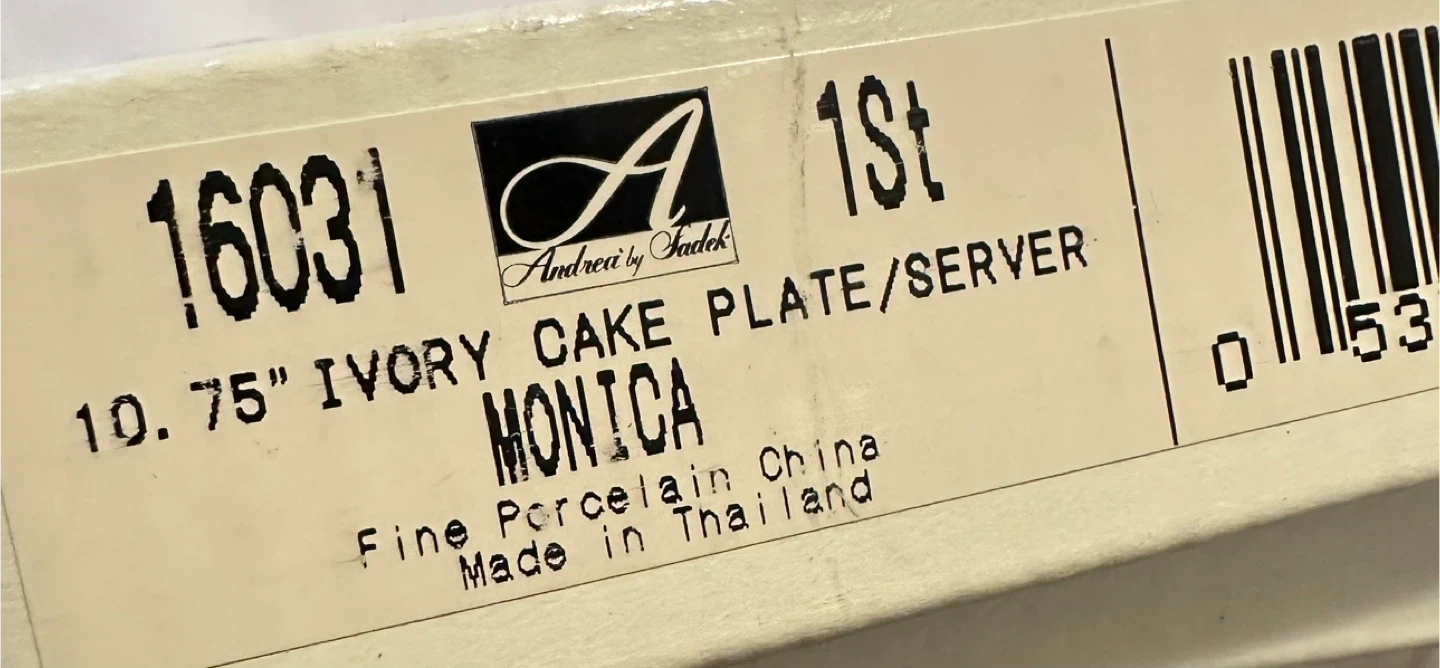 16031
A
Andrea by Sadek
1St
10.75" IVORY CAKE PLATE/SERVER
MONICA
Fine Porcelain China
Made in Thailand
0 53